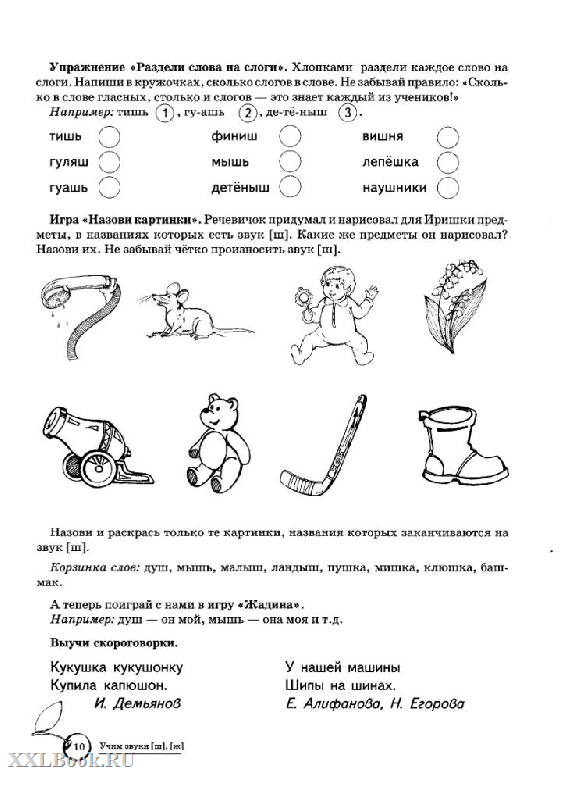 Упражнение «Раздели слова на слоги». Хлопками раздели каждое слово на
слоги. Напиши в кружочках, сколько слогов в слове. Не забывай правило: «Сколь-
ко в слове гласных, столько и слогов — это знает каждый из учеников!»
Например: тишь 1, гу-ашь 2, де-тё-ныш 3.
тишь финиш вишня
гуляш мышь лепёшка
гуашь детёныш наушники
Игра «Назови картинки». Речевичок придумал и нарисовал для Иришки пред-
меты, в названиях которых есть звук [ш]. Какие же предметы он нарисовал?
Назови их. Не забывай чётко произносить звук [ш].
Назови и раскрась только те картинки, названия которых заканчиваются на
звук [ш].
Корзинка слов: душ, мышь, малыш, ландыш, пушка, мишка, клюшка, баш-
мак.
А теперь поиграй с нами в игру «Жадина».
Например: душ — он мой, мышь — она моя и т.д.
Выучи скороговорки.
Кукушка кукушонку
Купила капюшон.
И. Демьянов
У нашей машины
Шипы на шинах.
Е. Алифанова, Н. Егорова
10 Учим звуки [ш], [ж]
XXLBook.RU